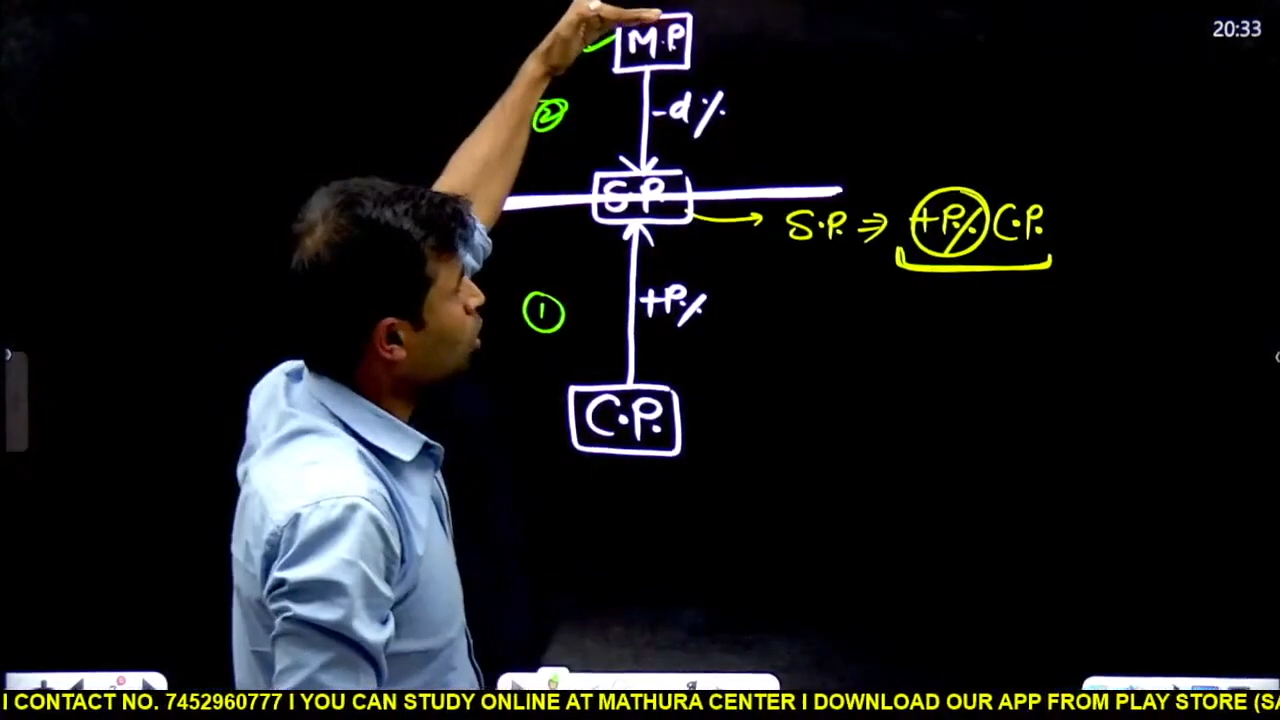 20:33
M.P
②
-d%
S.P.
S.P. ⇒ +P% C.P.
①
+P%
C.P.
I CONTACT NO. 7452960777 I YOU CAN STUDY ONLINE AT MATHURA CENTER I DOWNLOAD OUR APP FROM PLAY STORE (SA